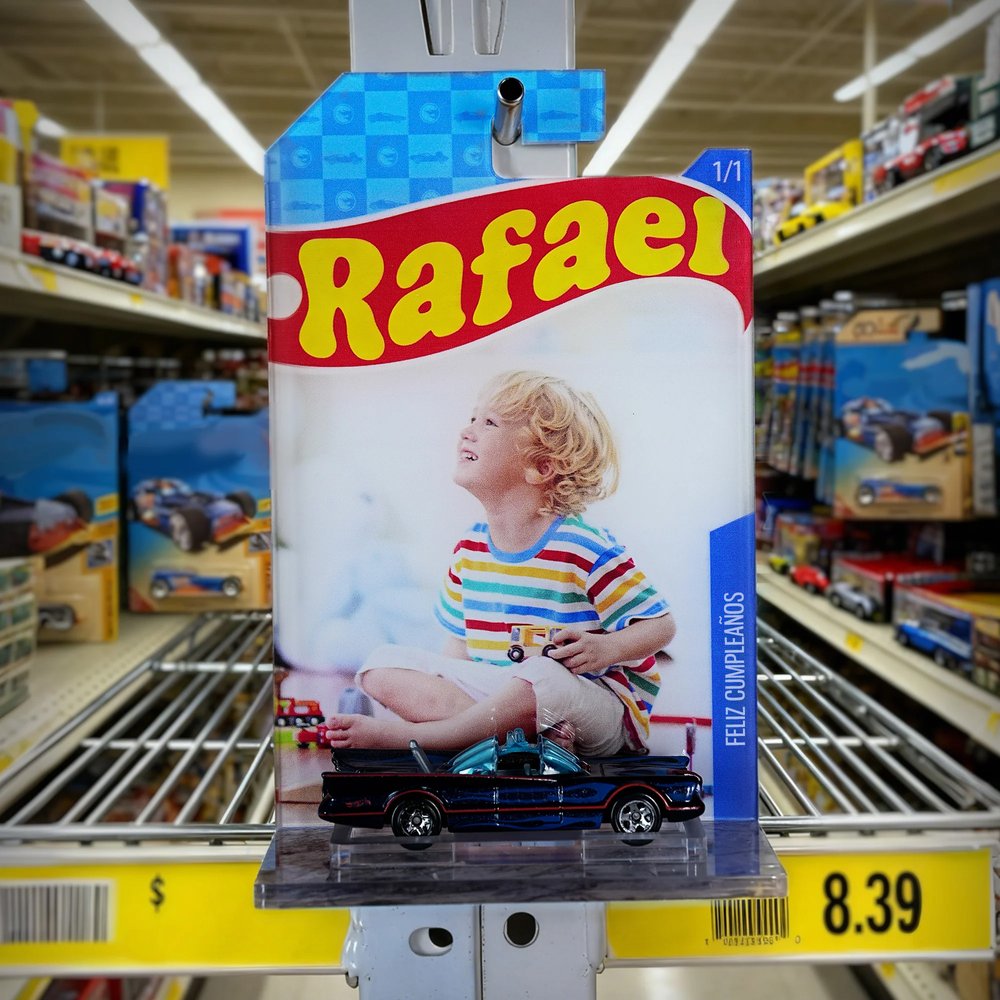 1/1
Rafael
FELIZ CUMPLEAÑOS
$
8.39